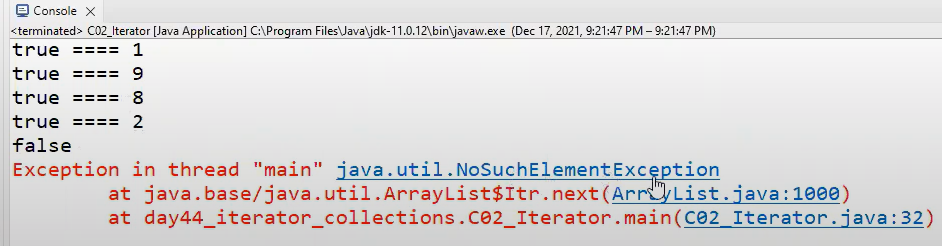 Console
<terminated> C02_Iterator [Java Application] C:\Program Files\Java\jdk-11.0.12\bin\javaw.exe (Dec 17, 2021, 9:21:47 PM – 9:21:47 PM)
true ==== 1
true ==== 9
true ==== 8
true ==== 2
false
Exception in thread "main" java.util.NoSuchElementException
at java.base/java.util.ArrayList$Itr.next(ArrayList.java:1000)
at day44_iterator_collections.C02_Iterator.main(C02_Iterator.java:32)